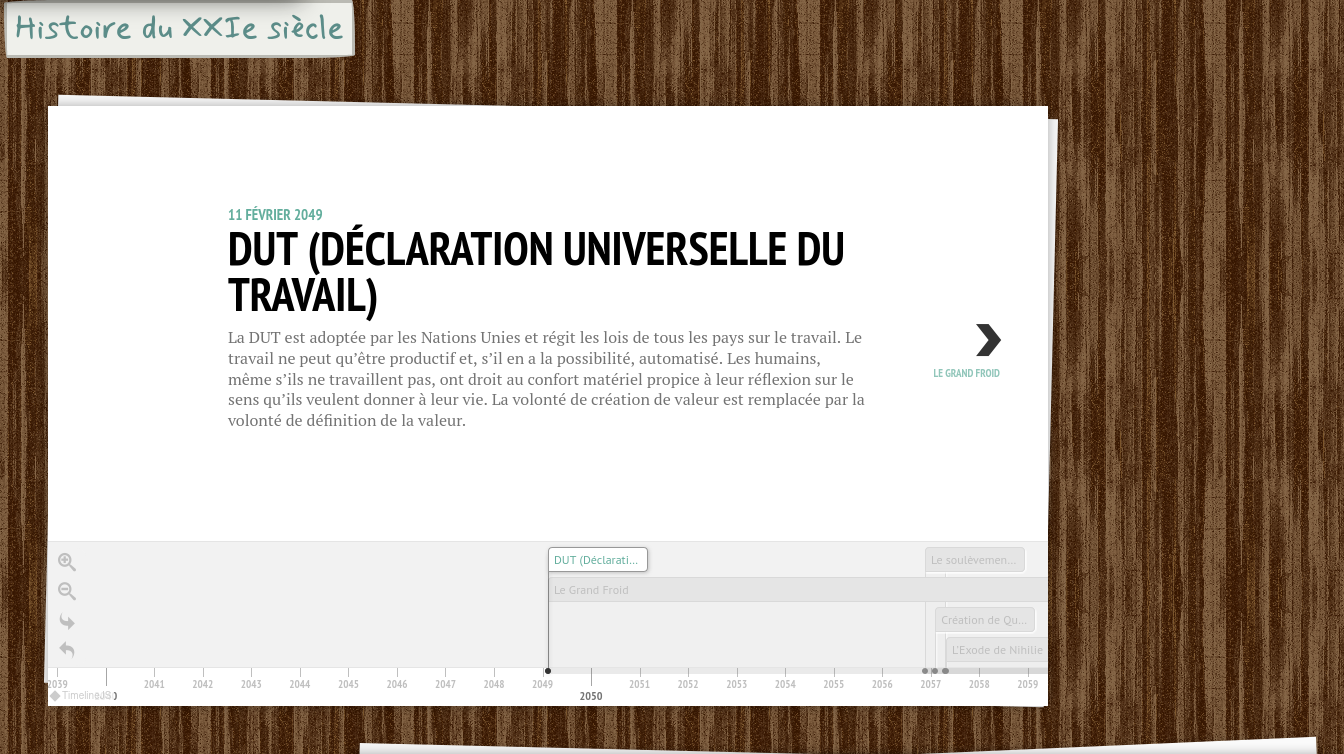 Histoire du XXIe siècle
11 FÉVRIER 2049
DUT (DÉCLARATION UNIVERSELLE DU
TRAVAIL)
La DUT est adoptée par les Nations Unies et régit les lois de tous les pays sur le travail. Le
travail ne peut qu’être productif et, s’il en a la possibilité, automatisé. Les humains,
même s’ils ne travaillent pas, ont droit au confort matériel propice à leur réflexion sur le
sens qu’ils veulent donner à leur vie. La volonté de création de valeur est remplacée par la
volonté de définition de la valeur.
LE GRAND FROID
DUT (Déclarati...
Le soulèvemen...
Le Grand Froid
Création de Qu...
L'Exode de Nihilie
2039 2041 2042 2043 2044 2045 2046 2047 2048 2049 2051 2052 2053 2054 2055 2056 2057 2058 2059
TimelineJS 2050